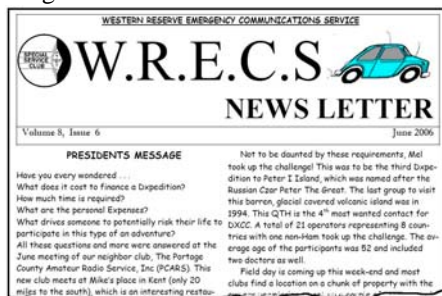 WESTERN RESERVE EMERGENCY COMMUNICATIONS SERVICE
SPECIAL
SERVICE
CLUB
W.R.E.C.S
NEWS LETTER
Volume 8, Issue 6
June 2006
PRESIDENTS MESSAGE
Have you every wondered . . .
What does it cost to finance a Dxpedition?
How much time is required?
What are the personal Expenses?
What drives someone to potentially risk their life to
participate in this type of an adventure?
All these questions and more were answered at the
June meeting of our neighbor club, The Portage
County Amateur Radio Service, Inc (PCARS). This
new club meets at Mike's place in Kent (only 20
miles to the south), which is an interesting restau-
Not to be daunted by these requirements, Mel
took up the challenge! This was to be the third Dxpe-
dition to Peter I Island, which was named after the
Russian Czar Peter The Great. The last group to visit
this barren, glacial covered volcanic island was in
1994. This QTH is the 4th most wanted contact for
DXCC. A total of 21 operators representing 8 coun-
tries with one non-Ham took up the challenge. The av-
erage age of the participants was 52 and included
two doctors as well.
Field day is coming up this week-end and most
clubs find a location on a chunk of property with the